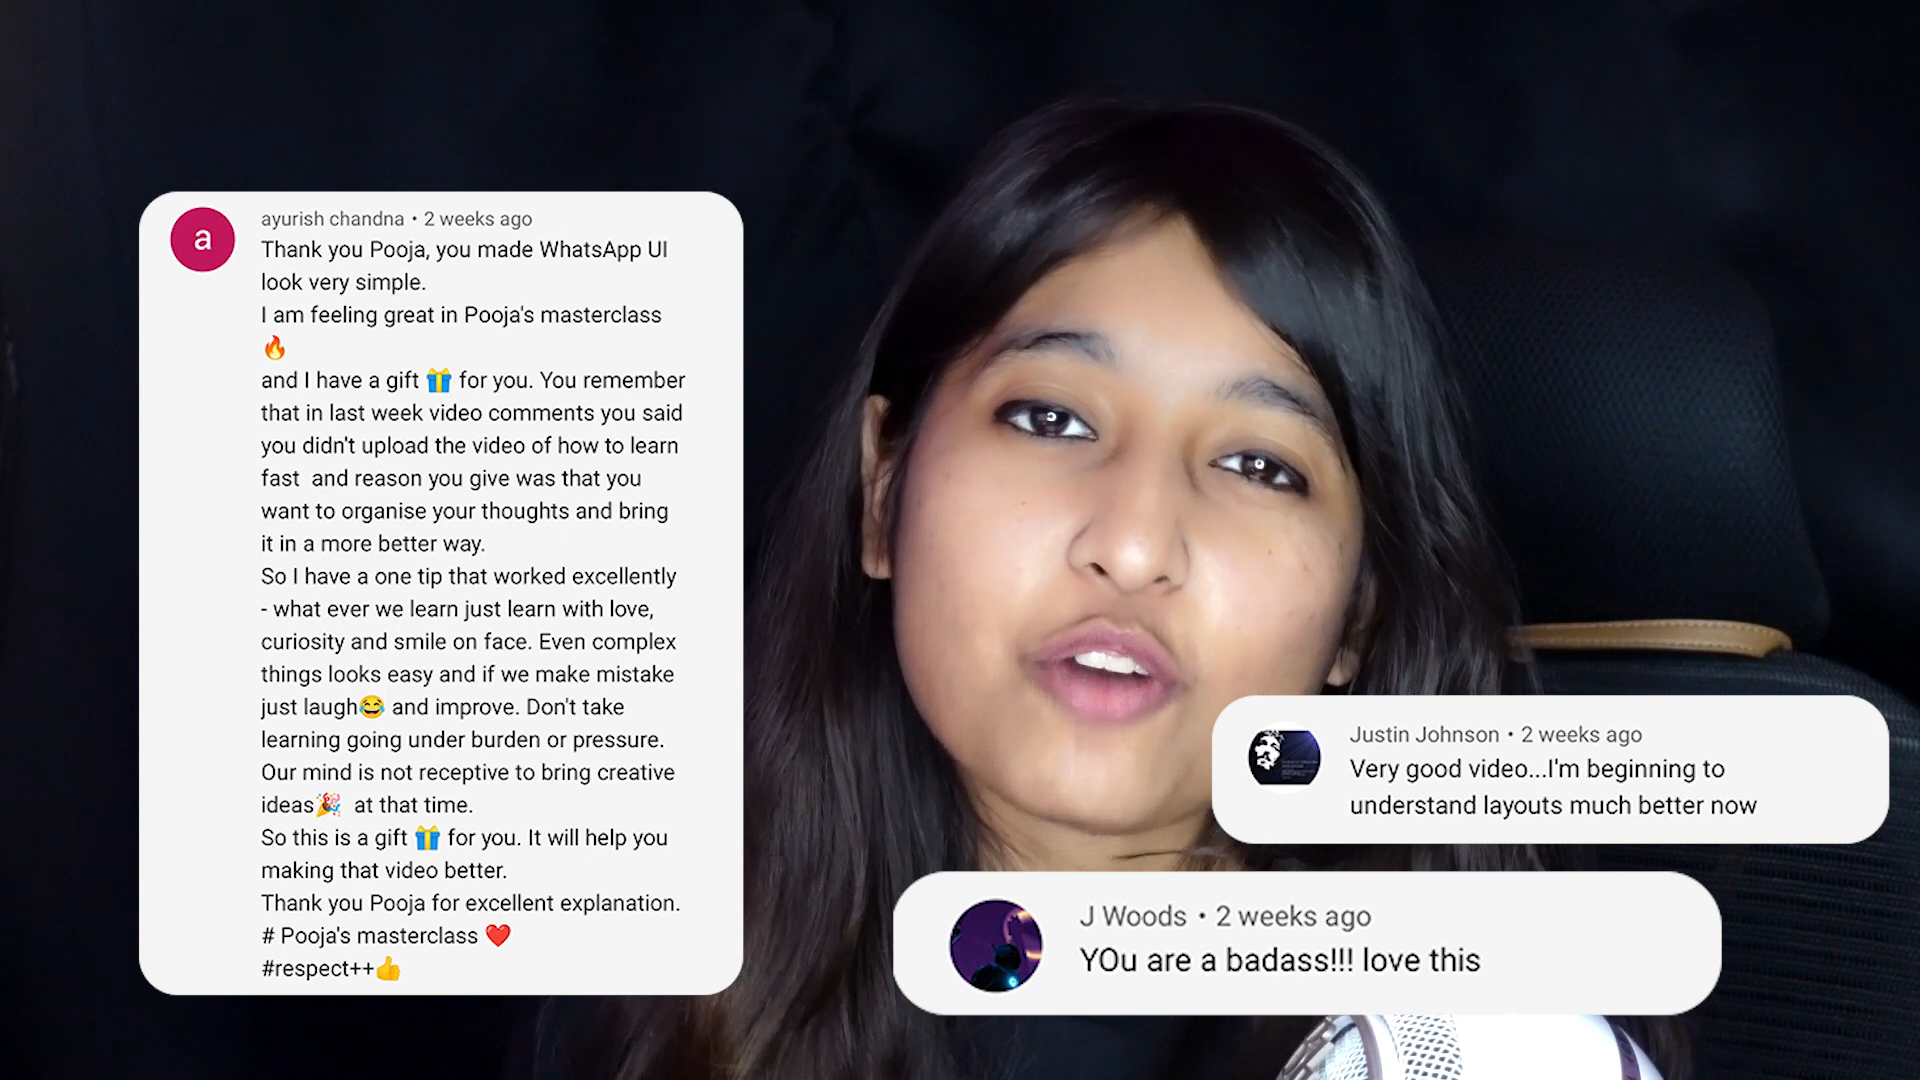 a
ayurish chandna • 2 weeks ago
Thank you Pooja, you made WhatsApp UI
look very simple.
I am feeling great in Pooja's masterclass
🔥
and I have a gift 🎁 for you. You remember
that in last week video comments you said
you didn't upload the video of how to learn
fast  and reason you give was that you
want to organise your thoughts and bring
it in a more better way.
So I have a one tip that worked excellently
- what ever we learn just learn with love,
curiosity and smile on face. Even complex
things looks easy and if we make mistake
just laugh😂 and improve. Don't take
learning going under burden or pressure.
Our mind is not receptive to bring creative
ideas🎉  at that time.
So this is a gift 🎁 for you. It will help you
making that video better.
Thank you Pooja for excellent explanation.
# Pooja's masterclass ❤️
#respect++👍
Justin Johnson • 2 weeks ago
Very good video...I'm beginning to
understand layouts much better now
J Woods • 2 weeks ago
YOu are a badass!!! love this